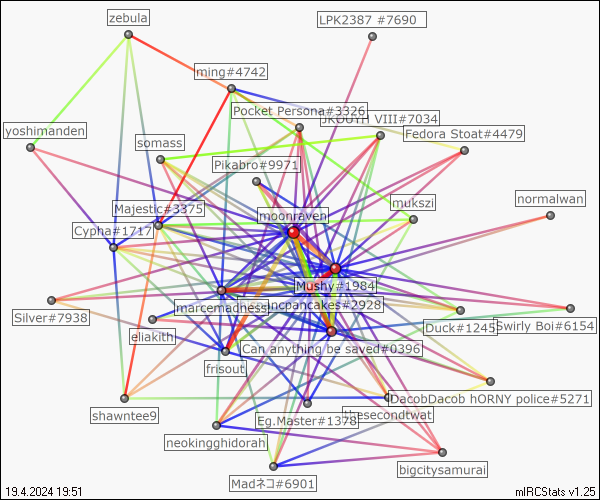 zebula
LPK2387 #7690
ming#4742
Pocket Persona#3326
VIII#7034
yoshimanden
somass
Fedora Stoat#4479
Pikabro#9971
mukszi
normalwan
Majestic#3375
moonraven
Cypha#1717
Mushy#1984
marcemadness
incpancakes#2928
Silver#7938
eliakith
Duck#1245
Swirly Boi#6154
Can anything be saved#0396
frisout
DacobDacob hORNY police#5271
shawntee9
Eg.Master#1378
thesecondtwat
neokingghidorah
bigcitysamurai
Madネコ#6901
19.4.2024 19:51
mIRCStats v1.25